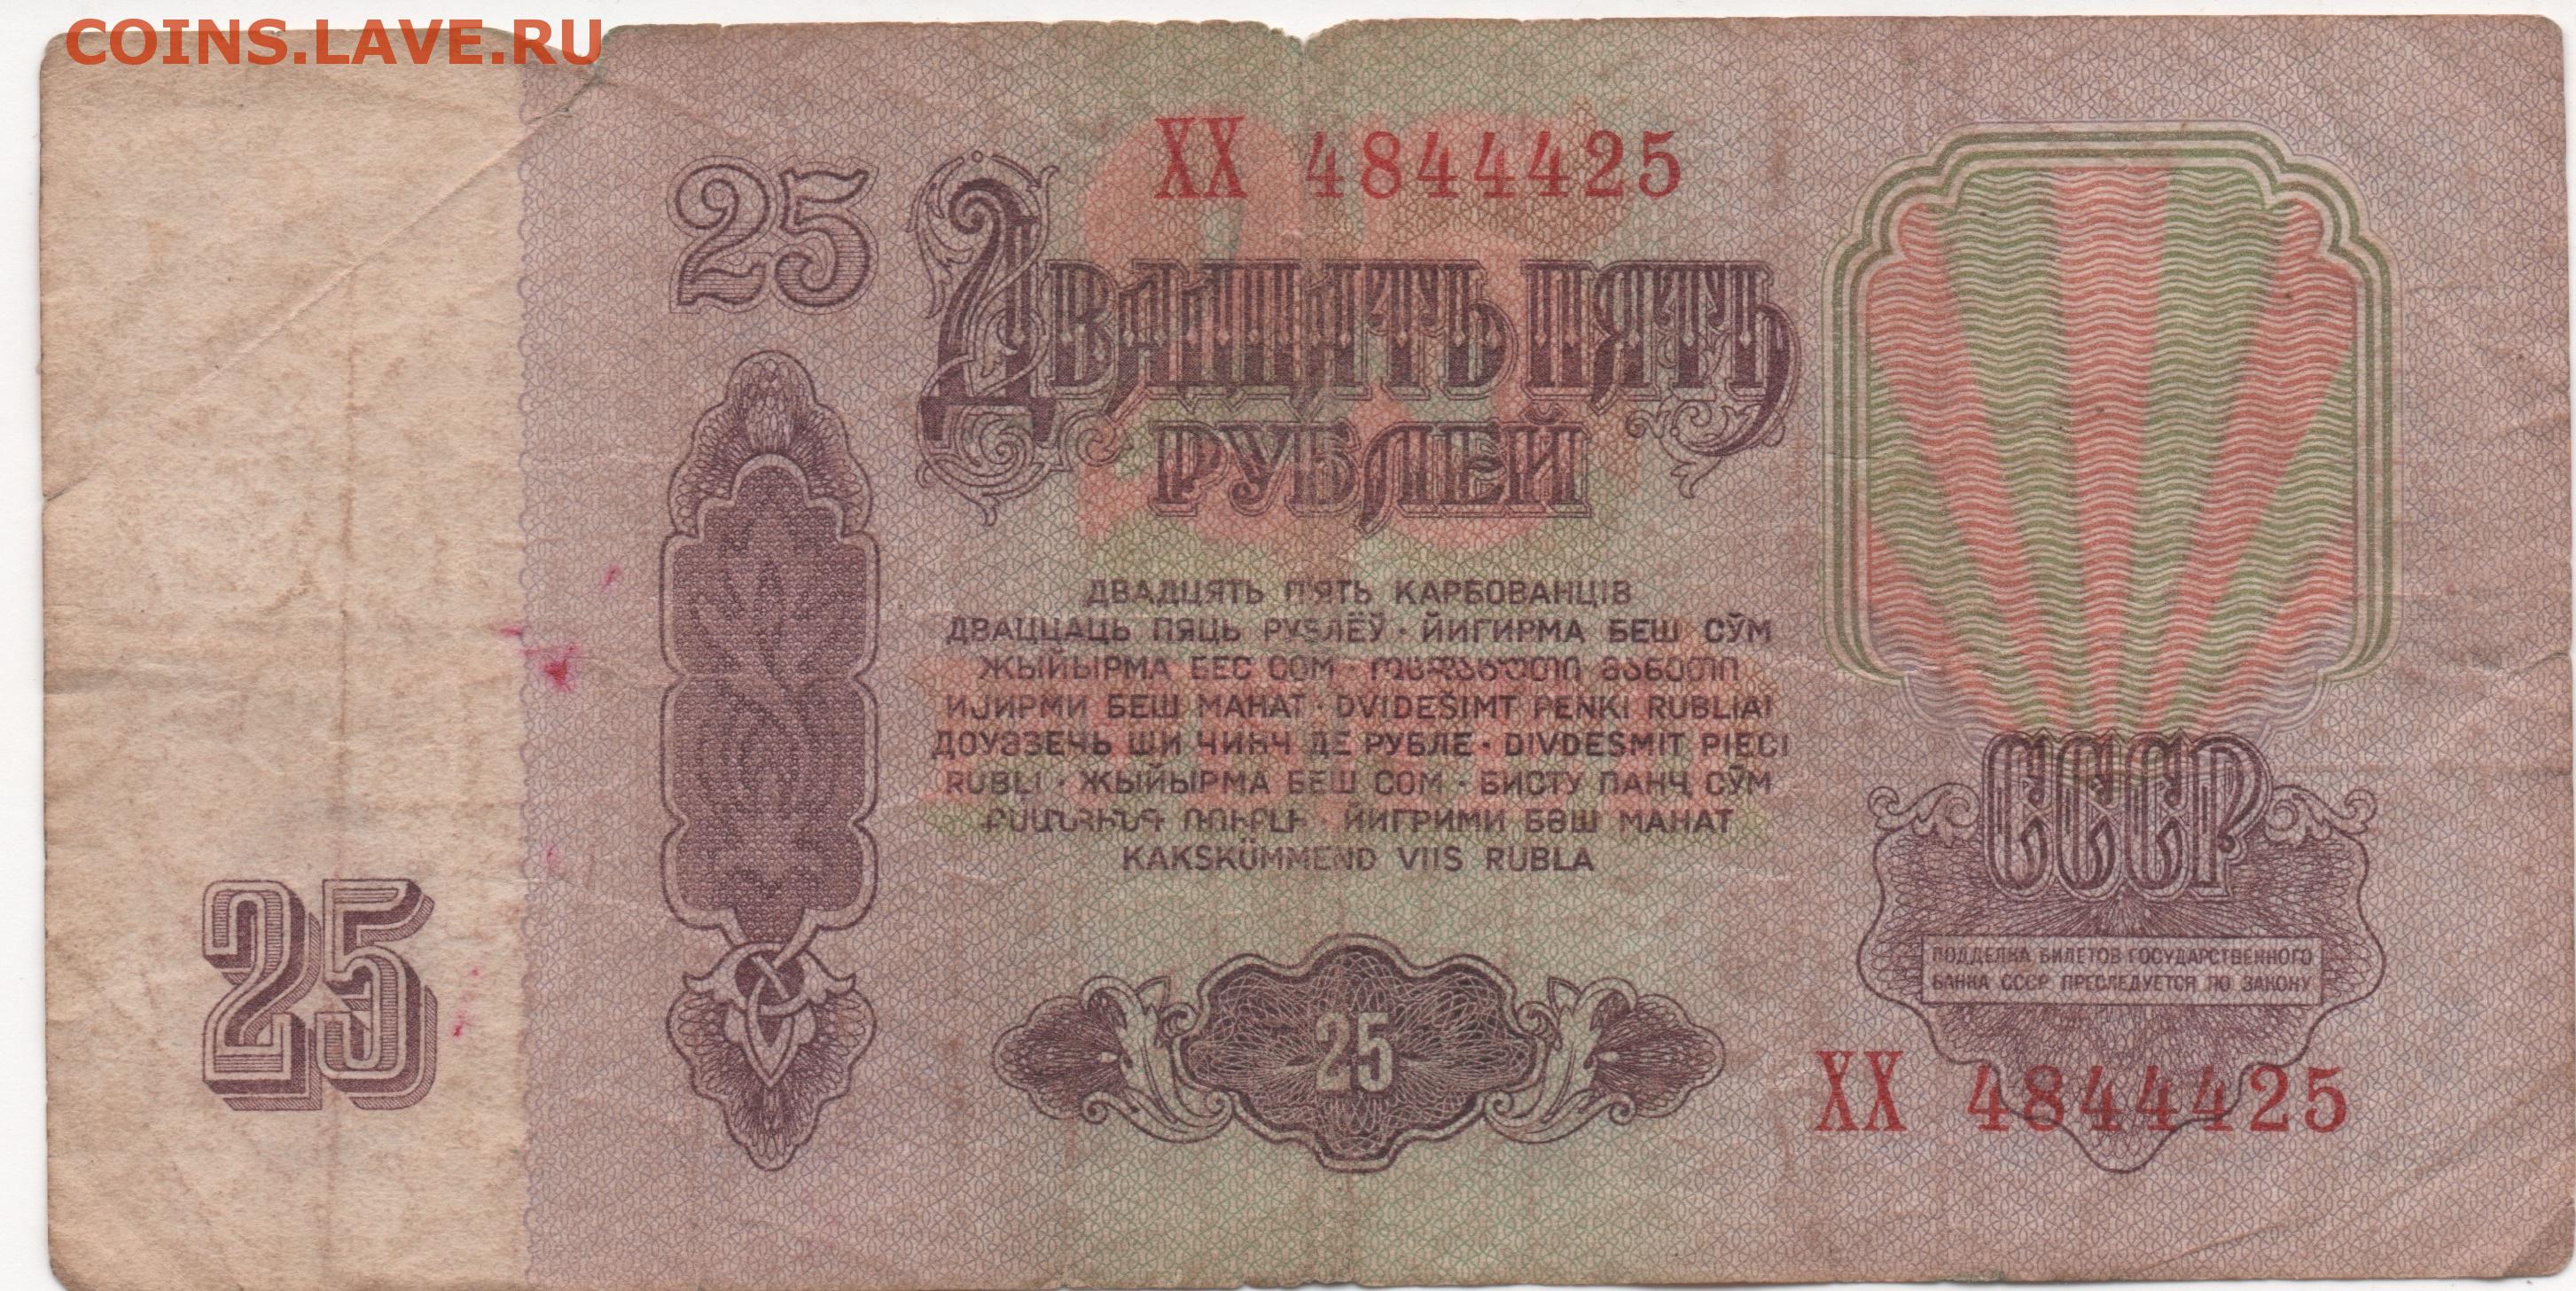 COINS.LAVE.RU
ХХ 4844425
25
ДВАДЦАТЬ ПЯТЬ
РУБЛЕЙ
ДВАДЦЯТЬ П'ЯТЬ КАРБОВАНЦІВ
ДВАЦЦАЦЬ ПЯЦЬ РУБЛЁЎ · ЙИГИРМА БЕШ СЎМ
ЖЫЙЫРМА БЕС СОМ · ოცდახუთი მანეთი
ИЈИРМИ БЕШ МАНАТ · DVIDEŠIMT PENKI RUBLIAI
ДОУЭЗЕЧЬ ШИ ЧИНЧ ДЕ РУБЛЕ · DIVDESMIT PIECI
RUBĻI · ЖЫЙЫРМА БЕШ СОМ · БИСТУ ПАНҶ СӮМ
ՔՍԱՆՀԻՆԳ ՌՈՒԲԼԻ · ЙИГРИМИ БӘШ МАНАТ
KAKSKÜMMEND VIIS RUBLA
СССР
ПОДДЕЛКА БИЛЕТОВ ГОСУДАРСТВЕННОГО
БАНКА СССР ПРЕСЛЕДУЕТСЯ ПО ЗАКОНУ
25
25
ХХ 4844425